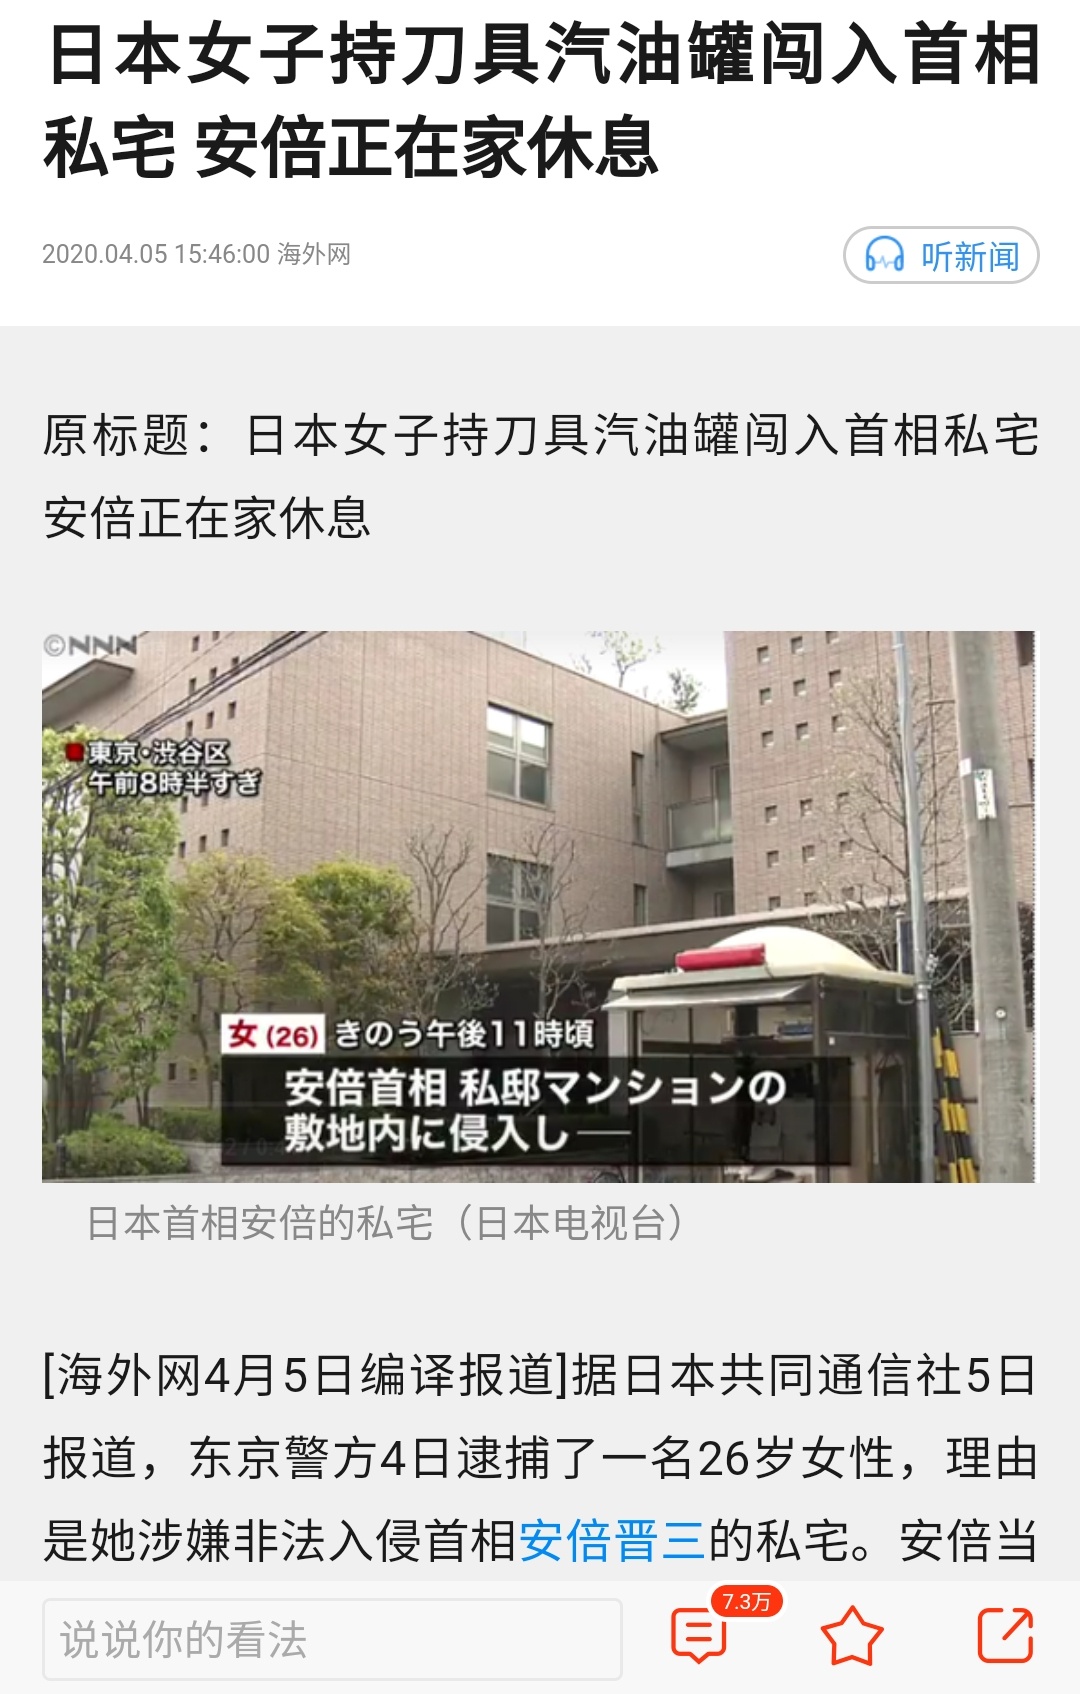 日本女子持刀具汽油罐闯入首相
私宅 安倍正在家休息
2020.04.05 15:46:00 海外网
听新闻
原标题：日本女子持刀具汽油罐闯入首相私宅
安倍正在家休息
©NNN
東京・渋谷区
午前8時半すぎ
女(26) きのう午後11時頃
安倍首相 私邸マンションの
敷地内に侵入し――
日本首相安倍的私宅（日本电视台）
[海外网4月5日编译报道]据日本共同通信社5日
报道，东京警方4日逮捕了一名26岁女性，理由
是她涉嫌非法入侵首相安倍晋三的私宅。安倍当
说说你的看法
7.3万